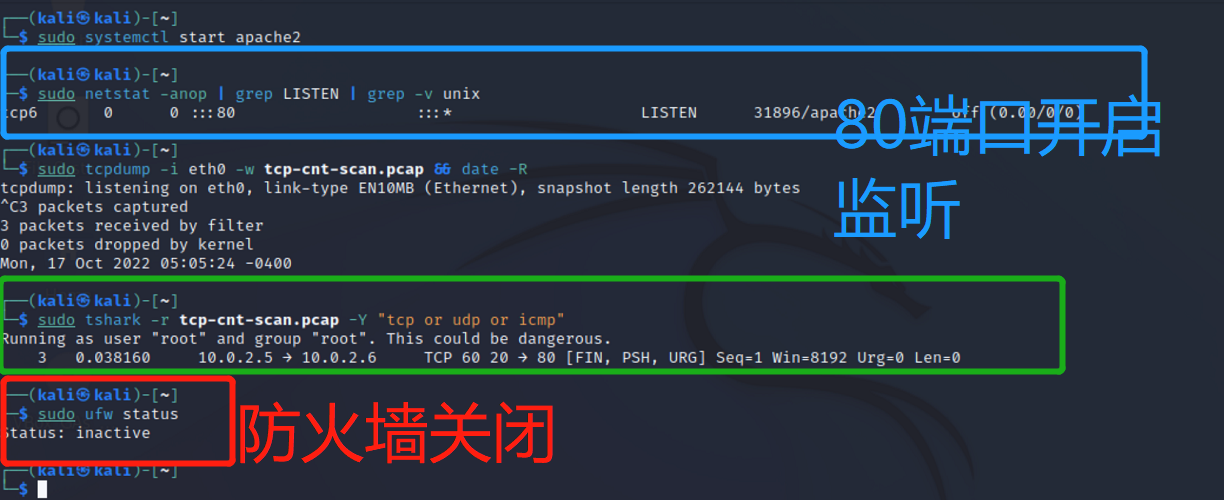 ┌──(kali㉿kali)-[~]
└─$ sudo systemctl start apache2
┌──(kali㉿kali)-[~]
└─$ sudo netstat -anop | grep LISTEN | grep -v unix
tcp6 0 0 :::80 :::* LISTEN 31896/apache2 off (0.00/0/0)
80端口开启
监听
┌──(kali㉿kali)-[~]
└─$ sudo tcpdump -i eth0 -w tcp-cnt-scan.pcap && date -R
tcpdump: listening on eth0, link-type EN10MB (Ethernet), snapshot length 262144 bytes
^C3 packets captured
3 packets received by filter
0 packets dropped by kernel
Mon, 17 Oct 2022 05:05:24 -0400
┌──(kali㉿kali)-[~]
└─$ sudo tshark -r tcp-cnt-scan.pcap -Y "tcp or udp or icmp"
Running as user "root" and group "root". This could be dangerous.
3 0.038160 10.0.2.5 → 10.0.2.6 TCP 60 20 → 80 [FIN, PSH, URG] Seq=1 Win=8192 Urg=0 Len=0
┌──(kali㉿kali)-[~]
└─$ sudo ufw status
Status: inactive
防火墙关闭
┌──(kali㉿kali)-[~]
└─$